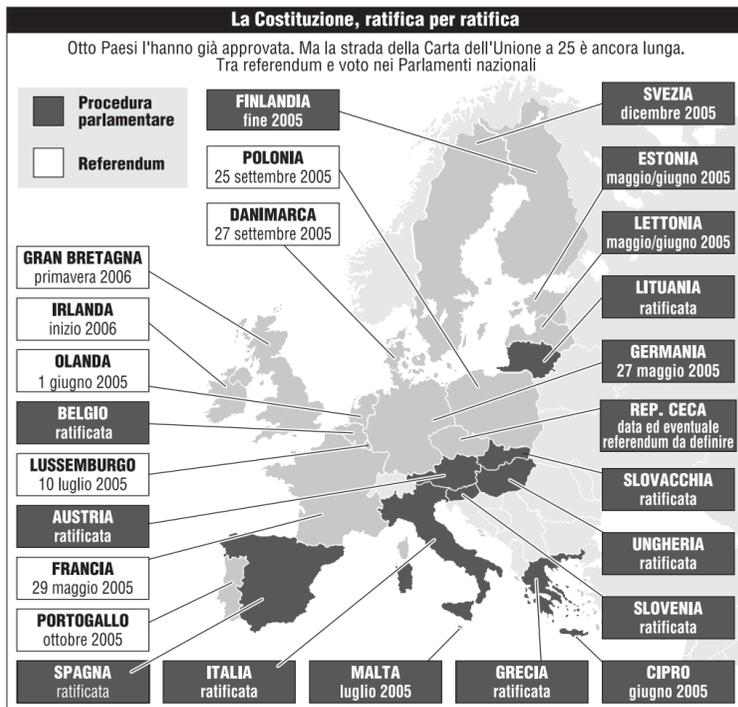 La Costituzione, ratifica per ratifica
Otto Paesi l'hanno già approvata. Ma la strada della Carta dell'Unione a 25 è ancora lunga.
Tra referendum e voto nei Parlamenti nazionali
Procedura
parlamentare
Referendum
FINLANDIA
fine 2005
POLONIA
25 settembre 2005
DANIMARCA
27 settembre 2005
SVEZIA
dicembre 2005
ESTONIA
maggio/giugno 2005
LETTONIA
maggio/giugno 2005
LITUANIA
ratificata
GERMANIA
27 maggio 2005
REP. CECA
data ed eventuale
referendum da definire
SLOVACCHIA
ratificata
UNGHERIA
ratificata
SLOVENIA
ratificata
GRAN BRETAGNA
primavera 2006
IRLANDA
inizio 2006
OLANDA
1 giugno 2005
BELGIO
ratificata
LUSSEMBURGO
10 luglio 2005
AUSTRIA
ratificata
FRANCIA
29 maggio 2005
PORTOGALLO
ottobre 2005
SPAGNA
ratificata
ITALIA
ratificata
MALTA
luglio 2005
GRECIA
ratificata
CIPRO
giugno 2005